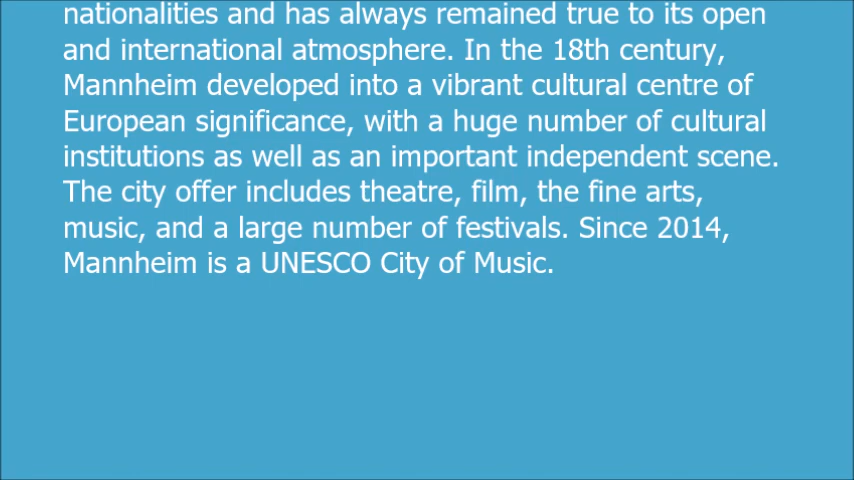 nationalities and has always remained true to its open
and international atmosphere. In the 18th century,
Mannheim developed into a vibrant cultural centre of
European significance, with a huge number of cultural
institutions as well as an important independent scene.
The city offer includes theatre, film, the fine arts,
music, and a large number of festivals. Since 2014,
Mannheim is a UNESCO City of Music.